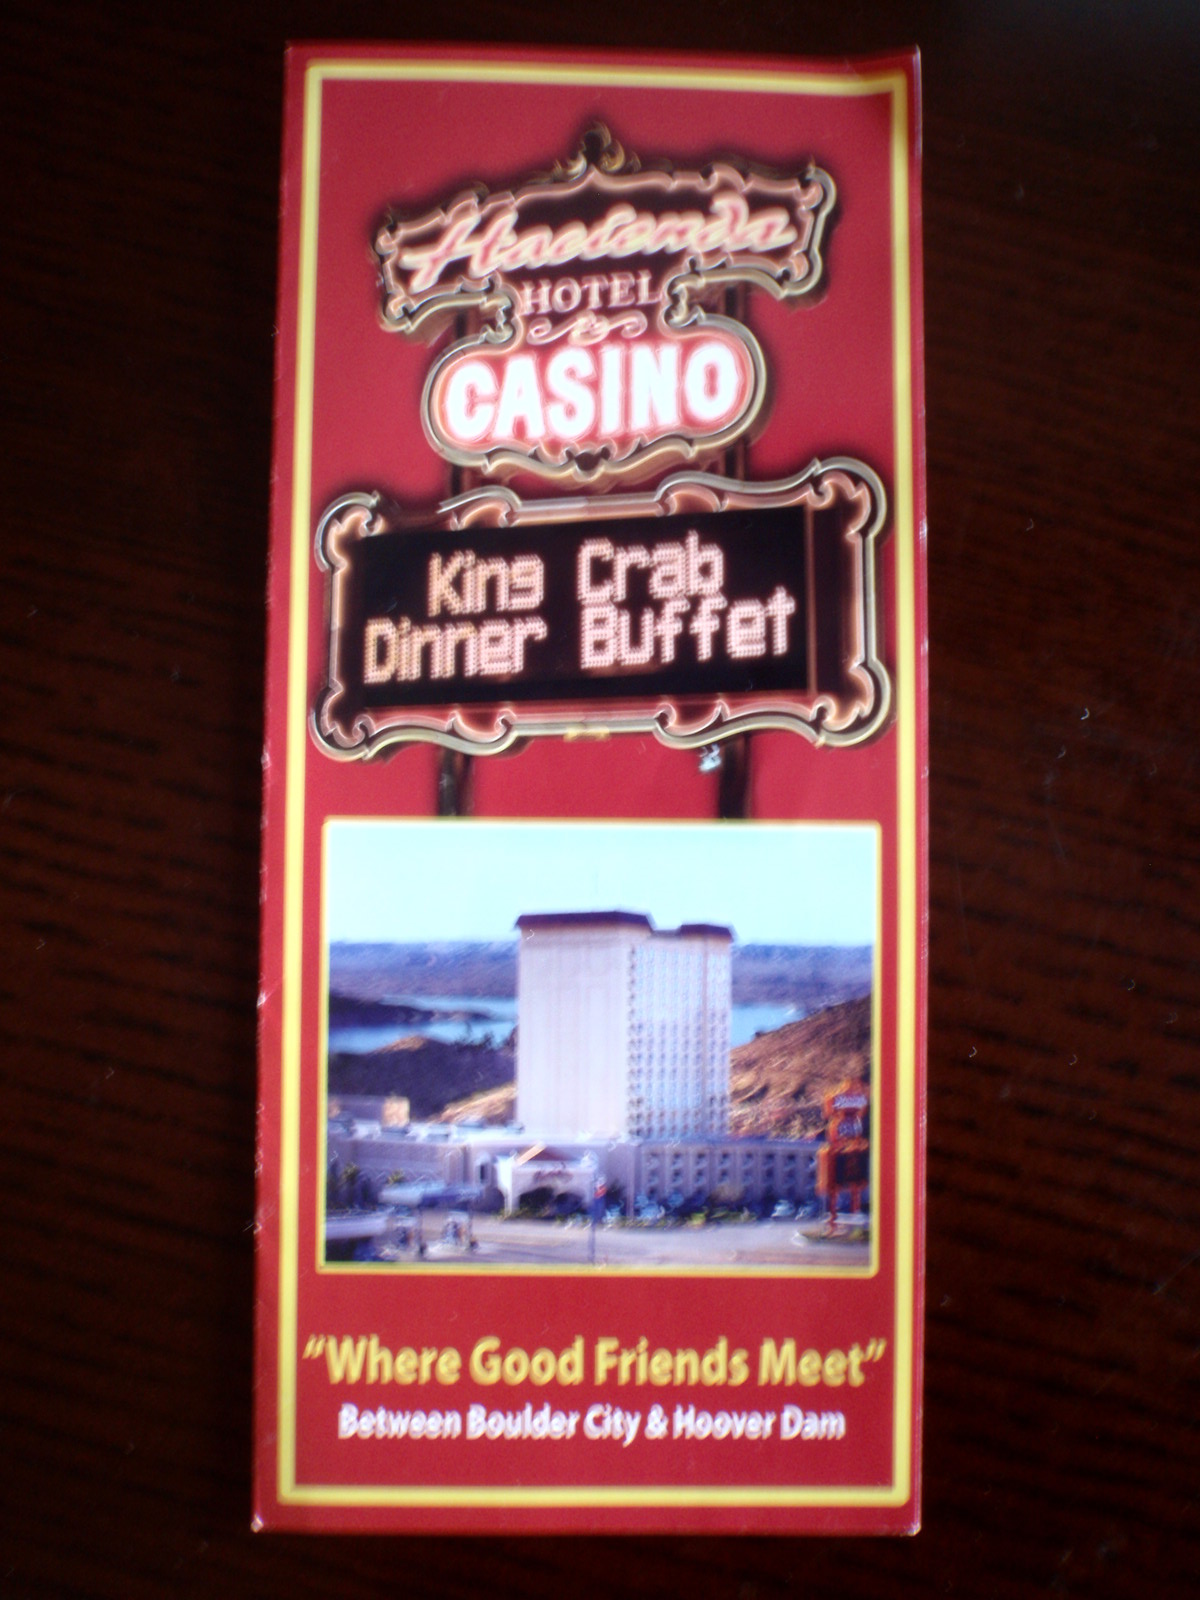 Hacienda
HOTEL
&
CASINO
King Crab
Dinner Buffet
"Where Good Friends Meet"
Between Boulder City & Hoover Dam